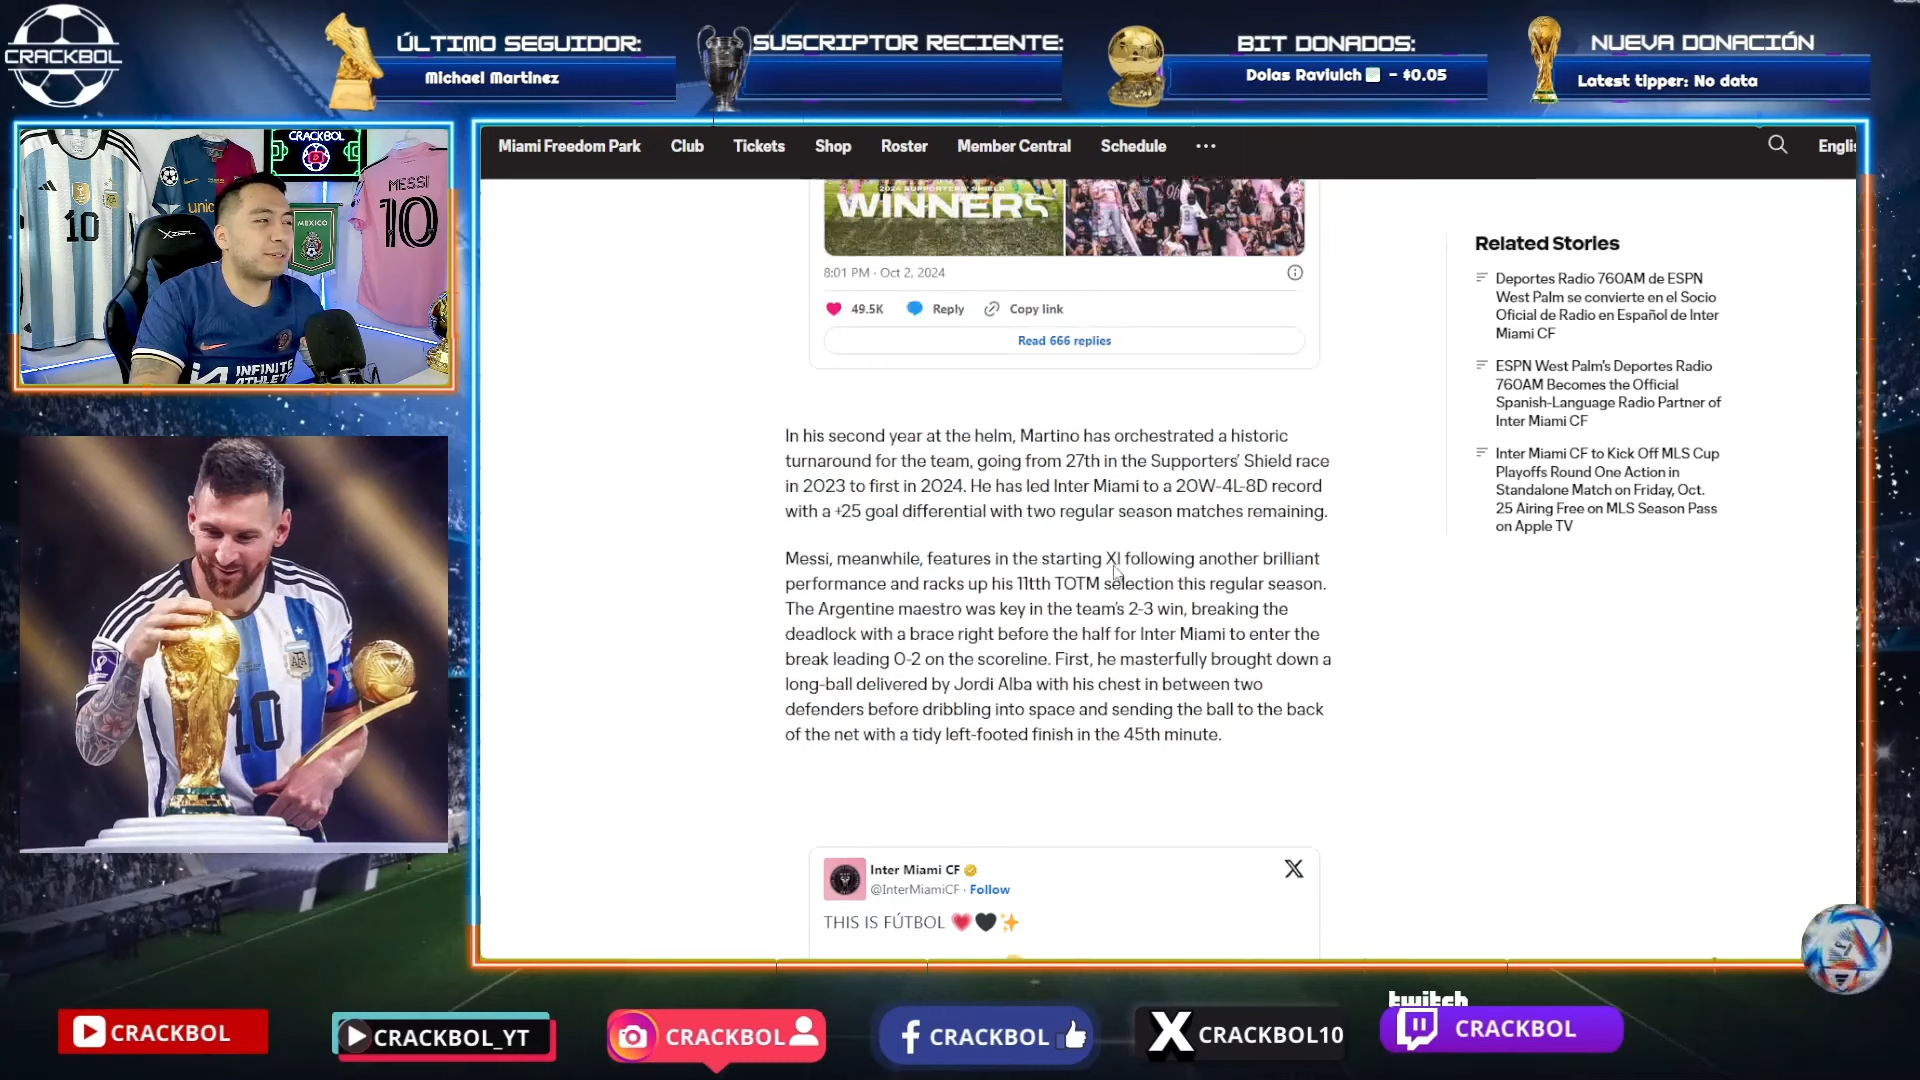 CRACKBOL
ÚLTIMO SEGUIDOR:
Michael Martinez
SUSCRIPTOR RECIENTE:
BIT DONADOS:
Dolas Raviulch - $0.05
NUEVA DONACIÓN
Latest tipper: No data
CRACKBOL
10
MEXICO
MESSI
10
INFINITE
ATHLETE
10
Miami Freedom Park
Club
Tickets
Shop
Roster
Member Central
Schedule
2024 SUPPORTERS' SHIELD
WINNERS
8:01 PM · Oct 2, 2024
49.5K
Reply
Copy link
Read 666 replies
In his second year at the helm, Martino has orchestrated a historic
turnaround for the team, going from 27th in the Supporters' Shield race
in 2023 to first in 2024. He has led Inter Miami to a 20W-4L-8D record
with a +25 goal differential with two regular season matches remaining.
Messi, meanwhile, features in the starting XI following another brilliant
performance and racks up his 11tth TOTM selection this regular season.
The Argentine maestro was key in the team's 2-3 win, breaking the
deadlock with a brace right before the half for Inter Miami to enter the
break leading 0-2 on the scoreline. First, he masterfully brought down a
long-ball delivered by Jordi Alba with his chest in between two
defenders before dribbling into space and sending the ball to the back
of the net with a tidy left-footed finish in the 45th minute.
Inter Miami CF
@InterMiamiCF · Follow
THIS IS FÚTBOL 💗🖤✨
Related Stories
Deportes Radio 760AM de ESPN
West Palm se convierte en el Socio
Oficial de Radio en Español de Inter
Miami CF
ESPN West Palm's Deportes Radio
760AM Becomes the Official
Spanish-Language Radio Partner of
Inter Miami CF
Inter Miami CF to Kick Off MLS Cup
Playoffs Round One Action in
Standalone Match on Friday, Oct.
25 Airing Free on MLS Season Pass
on Apple TV
CRACKBOL
CRACKBOL_YT
CRACKBOL
CRACKBOL
CRACKBOL10
twitch
CRACKBOL